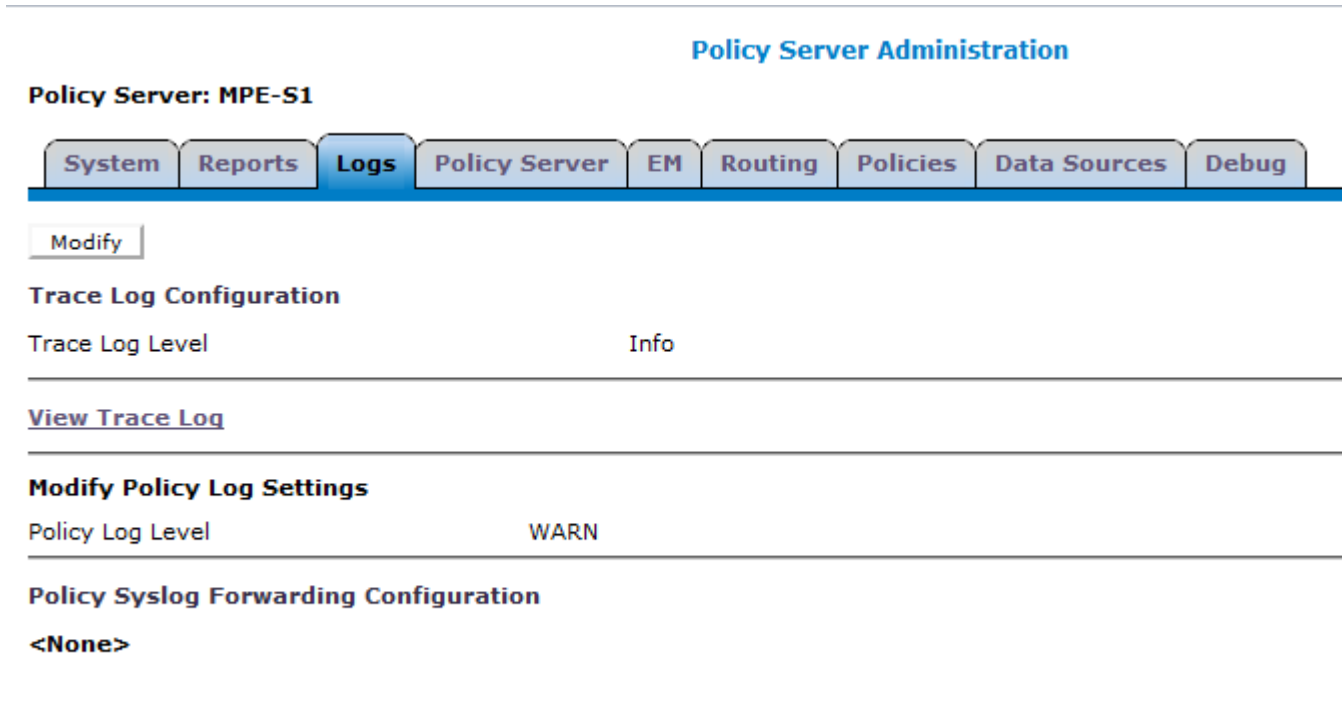 Policy Server Administration
Policy Server: MPE-S1
System Reports Logs Policy Server EM Routing Policies Data Sources Debug
Modify
Trace Log Configuration
Trace Log Level Info
View Trace Log
Modify Policy Log Settings
Policy Log Level WARN
Policy Syslog Forwarding Configuration
<None>